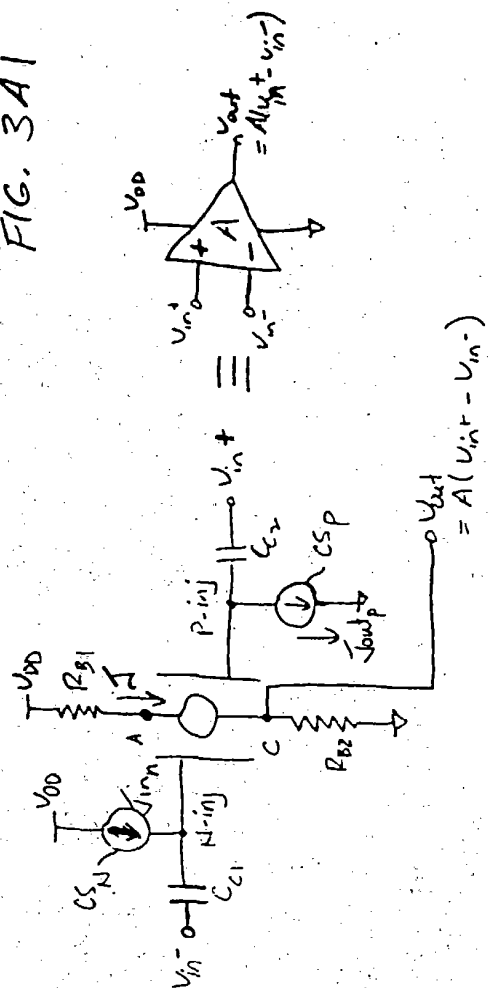 FIG. 3A1
VDD
RB1
I
A
VDD
CSN
Iinn
N-inj
CC1
Vin-
P-inj
CC2
Vin+
CSP
Ioutp
C
RB2
Vout
= A(Vin+ - Vin-)
VDD
Vin+
Vin-
+
-
A
Vout
= A(Vin+ - Vin-)